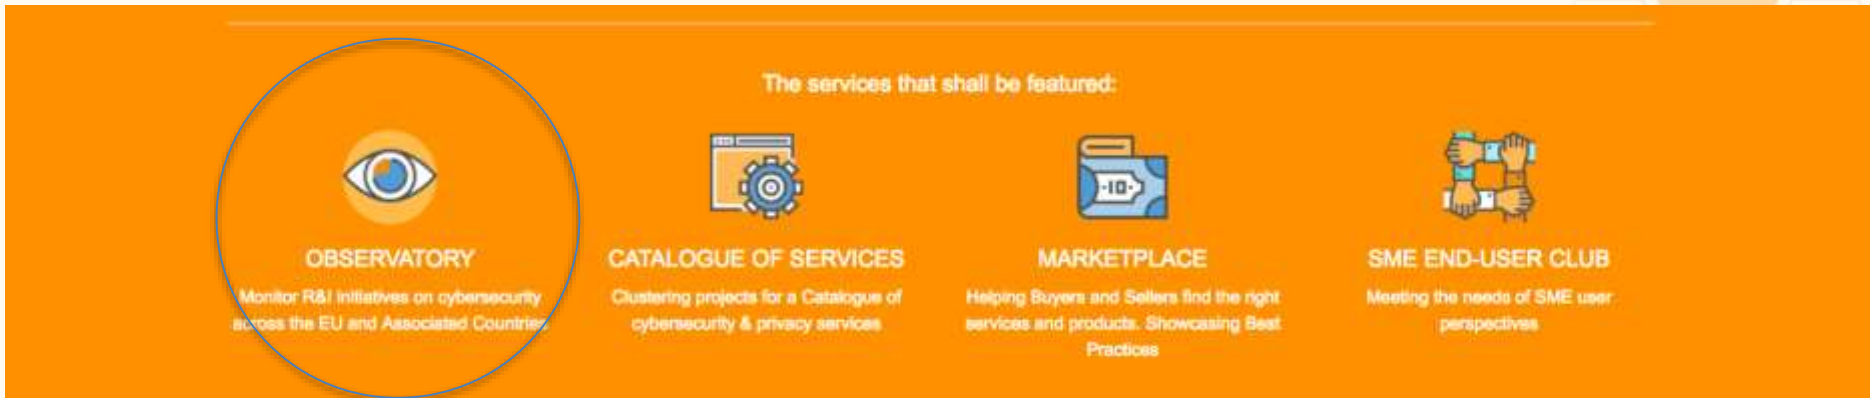 The services that shall be featured:
OBSERVATORY
Monitor R&I initiatives on cybersecurity
across the EU and Associated Countries
CATALOGUE OF SERVICES
Clustering projects for a Catalogue of
cybersecurity & privacy services
-10-
MARKETPLACE
Helping Buyers and Sellers find the right
services and products. Showcasing Best
Practices
SME END-USER CLUB
Meeting the needs of SME user
perspectives